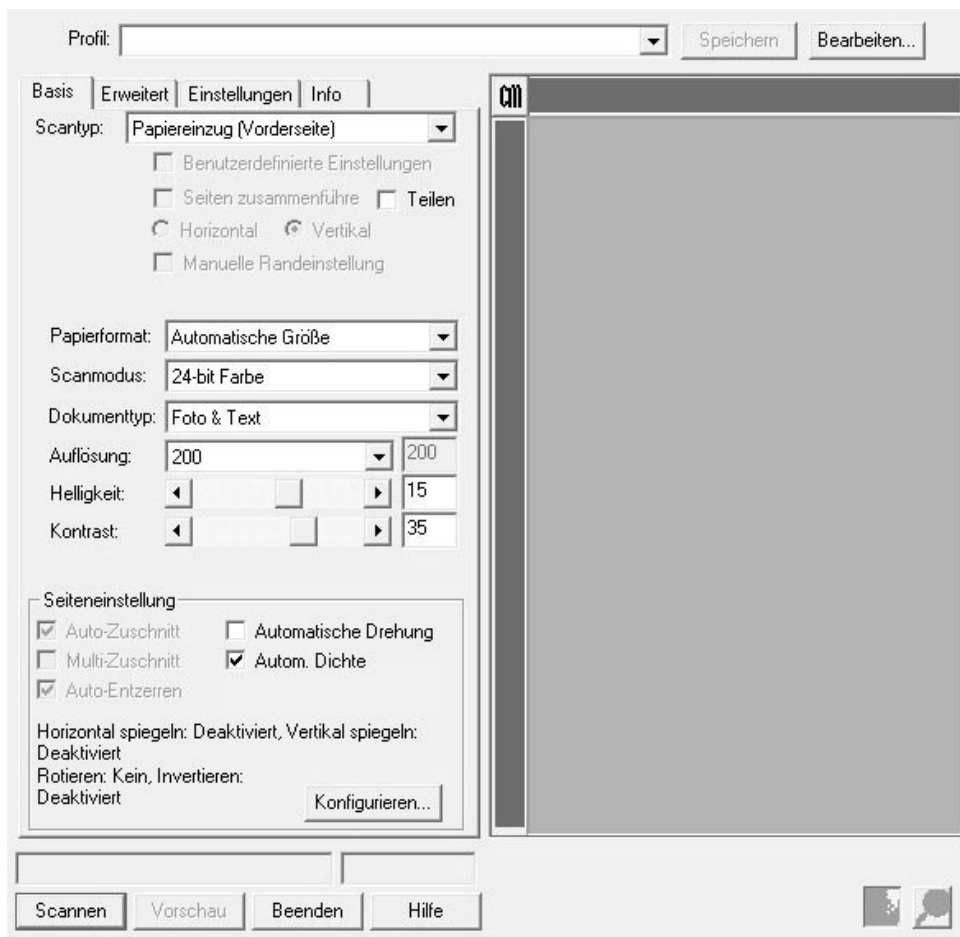 Profil: Speichern Bearbeiten...
Basis Erweitert Einstellungen Info cm
Scantyp: Papiereinzug (Vorderseite)
Benutzerdefinierte Einstellungen
Seiten zusammenführe Teilen
Horizontal Vertikal
Manuelle Randeinstellung
Papierformat: Automatische Größe
Scanmodus: 24-bit Farbe
Dokumenttyp: Foto & Text
Auflösung: 200 200
Helligkeit: 15
Kontrast: 35
Seiteneinstellung
Auto-Zuschnitt Automatische Drehung
Multi-Zuschnitt Autom. Dichte
Auto-Entzerren
Horizontal spiegeln: Deaktiviert, Vertikal spiegeln:
Deaktiviert
Rotieren: Kein, Invertieren:
Deaktiviert Konfigurieren...
Scannen Vorschau Beenden Hilfe